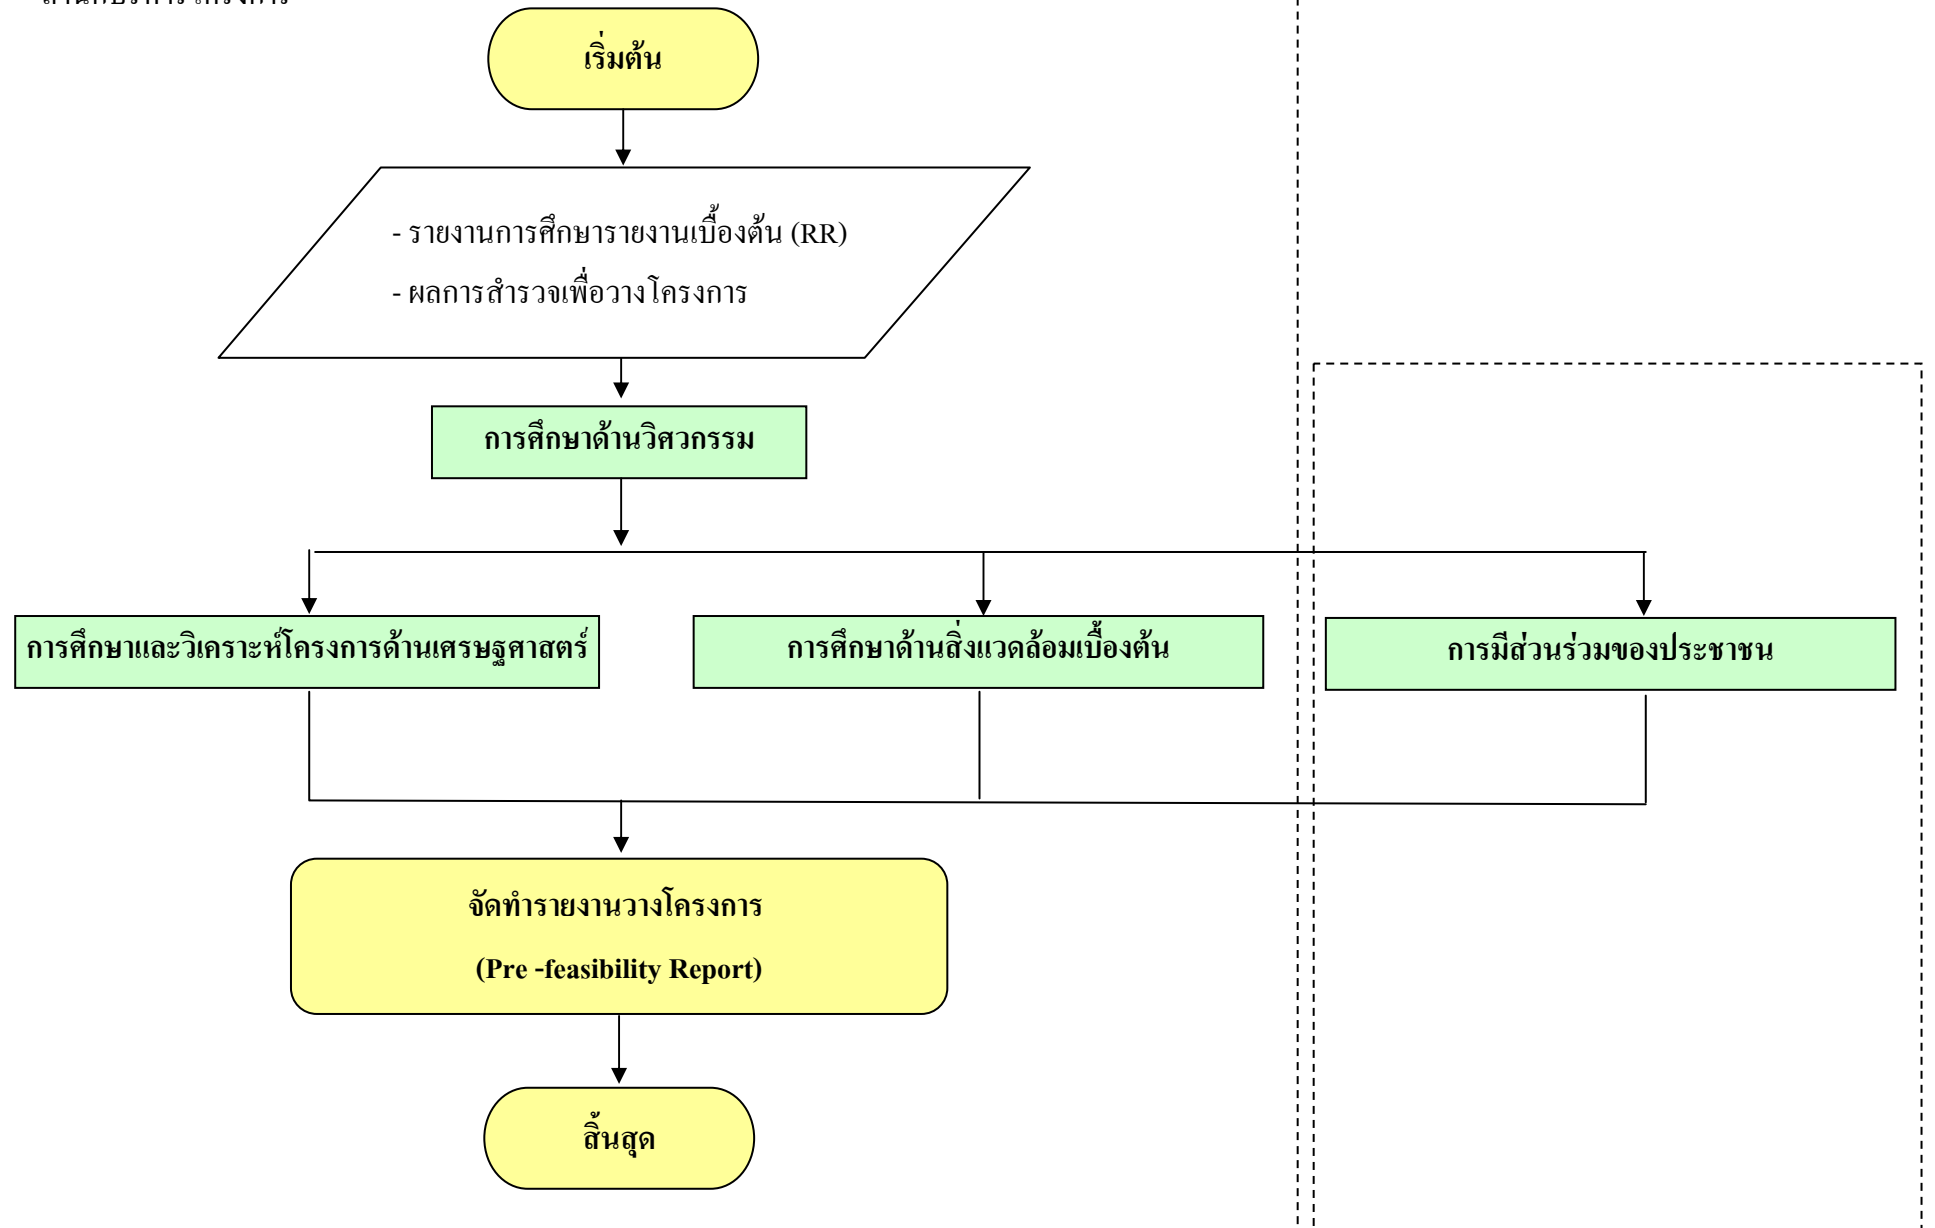 เริ่มต้น
- รายงานการศึกษารายงานเบื้องต้น (RR)
- ผลการสำรวจเพื่อวางโครงการ
การศึกษาด้านวิศวกรรม
การศึกษาและวิเคราะห์โครงการด้านเศรษฐศาสตร์
การศึกษาด้านสิ่งแวดล้อมเบื้องต้น
การมีส่วนร่วมของประชาชน
จัดทำรายงานวางโครงการ
(Pre -feasibility Report)
สิ้นสุด